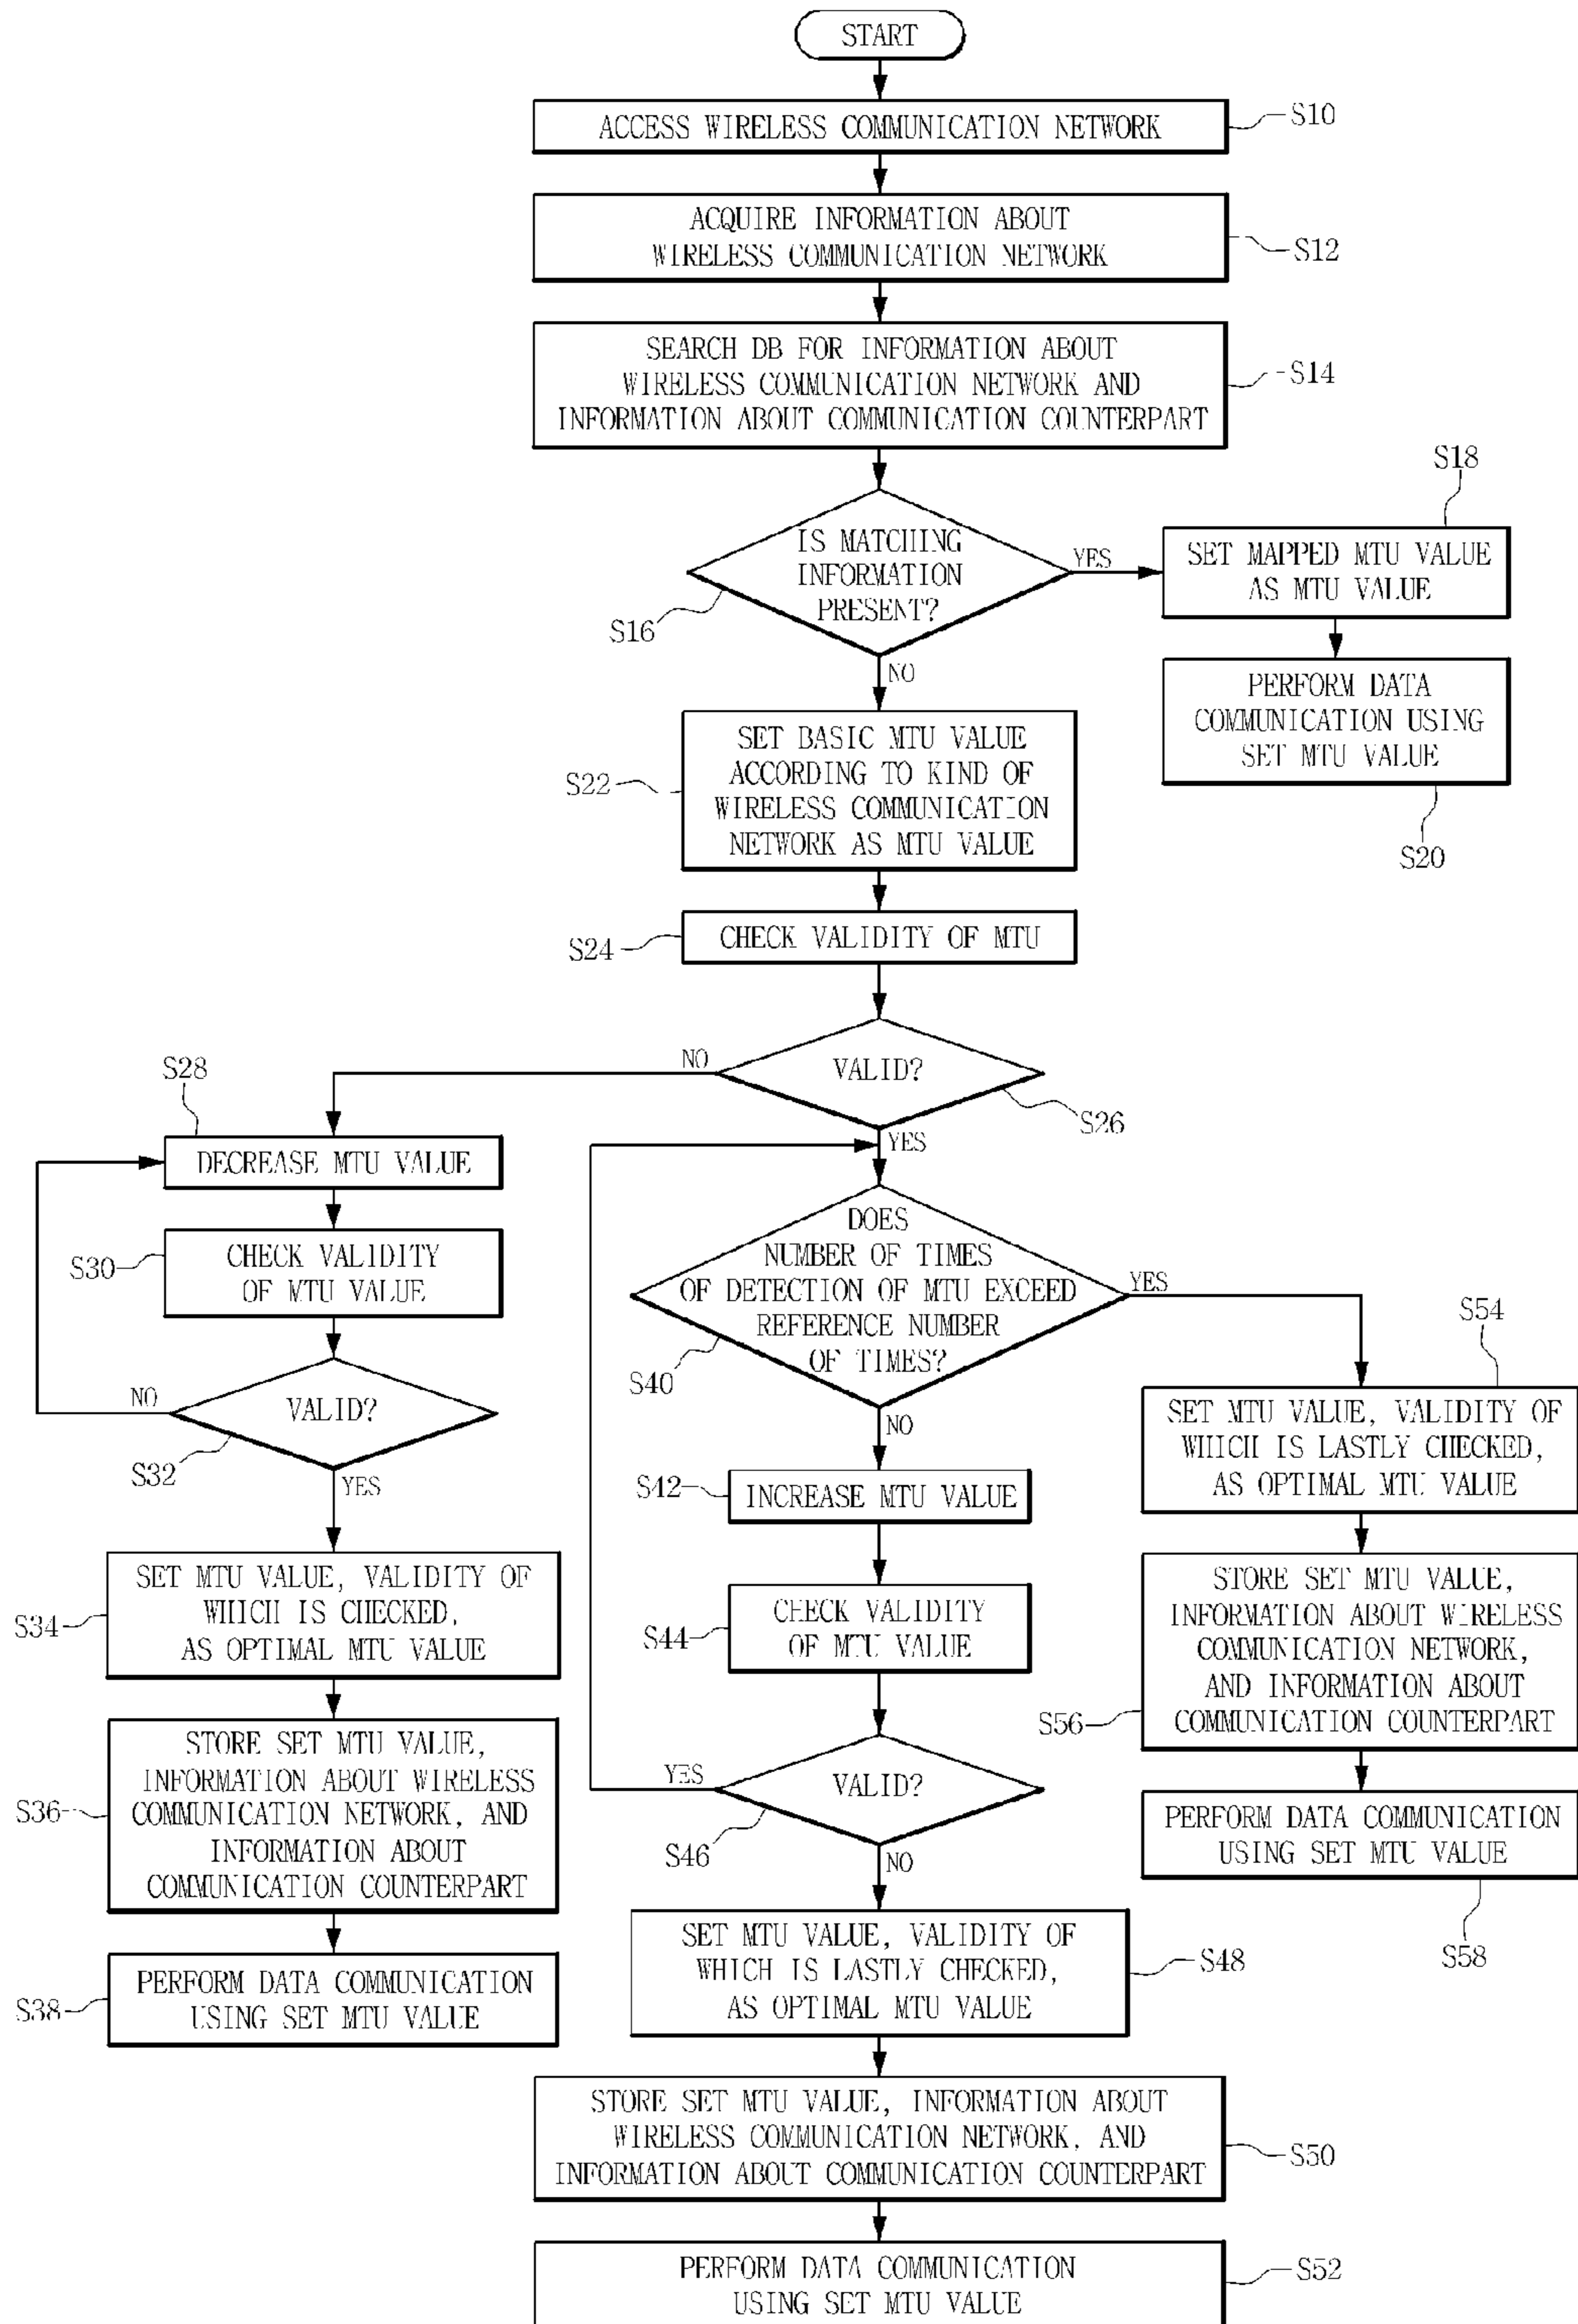 START
ACCESS WIRELESS COMMUNICATION NETWORK
S10
ACQUIRE INFORMATION ABOUT
WIRELESS COMMUNICATION NETWORK
S12
SEARCH DB FOR INFORMATION ABOUT
WIRELESS COMMUNICATION NETWORK AND
INFORMATION ABOUT COMMUNICATION COUNTERPART
S14
IS MATCHING
INFORMATION
PRESENT?
S16
YES
S18
SET MAPPED MTU VALUE
AS MTU VALUE
PERFORM DATA
COMMUNICATION USING
SET MTU VALUE
S20
NO
SET BASIC MTU VALUE
ACCORDING TO KIND OF
WIRELESS COMMUNICATION
NETWORK AS MTU VALUE
S22
CHECK VALIDITY OF MTU
S24
VALID?
S26
NO
S28
DECREASE MTU VALUE
CHECK VALIDITY
OF MTU VALUE
S30
VALID?
NO
S32
YES
SET MTU VALUE, VALIDITY OF
WHICH IS CHECKED,
AS OPTIMAL MTU VALUE
S34
STORE SET MTU VALUE,
INFORMATION ABOUT WIRELESS
COMMUNICATION NETWORK, AND
INFORMATION ABOUT
COMMUNICATION COUNTERPART
S36
PERFORM DATA COMMUNICATION
USING SET MTU VALUE
S38
YES
DOES
NUMBER OF TIMES
OF DETECTION OF MTU EXCEED
REFERENCE NUMBER
OF TIMES?
S40
NO
INCREASE MTU VALUE
S42
CHECK VALIDITY
OF MTU VALUE
S44
VALID?
YES
S46
NO
SET MTU VALUE, VALIDITY OF
WHICH IS LASTLY CHECKED,
AS OPTIMAL MTU VALUE
S48
STORE SET MTU VALUE, INFORMATION ABOUT
WIRELESS COMMUNICATION NETWORK, AND
INFORMATION ABOUT COMMUNICATION COUNTERPART
S50
PERFORM DATA COMMUNICATION
USING SET MTU VALUE
S52
YES
S54
SET MTU VALUE, VALIDITY OF
WHICH IS LASTLY CHECKED,
AS OPTIMAL MTU VALUE
STORE SET MTU VALUE,
INFORMATION ABOUT WIRELESS
COMMUNICATION NETWORK,
AND INFORMATION ABOUT
COMMUNICATION COUNTERPART
S56
PERFORM DATA COMMUNICATION
USING SET MTU VALUE
S58